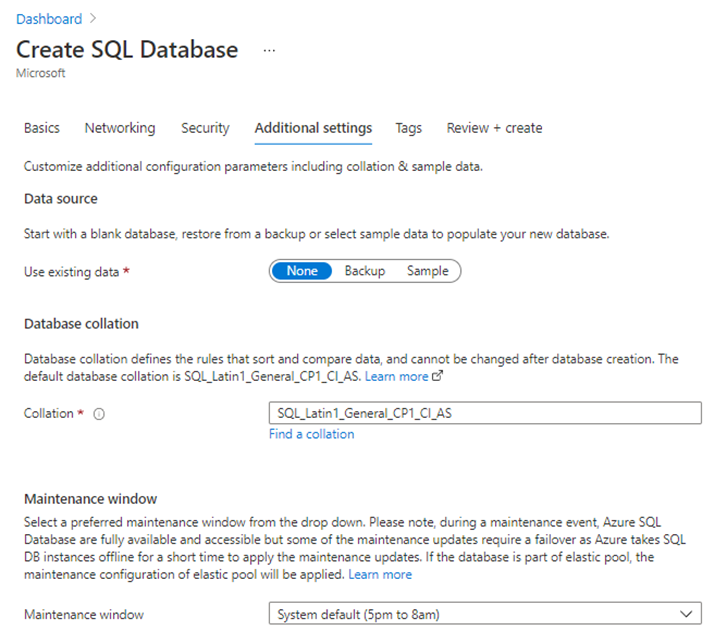 Dashboard >
Create SQL Database ...
Microsoft
Basics Networking Security Additional settings Tags Review + create
Customize additional configuration parameters including collation & sample data.
Data source
Start with a blank database, restore from a backup or select sample data to populate your new database.
Use existing data * None Backup Sample
Database collation
Database collation defines the rules that sort and compare data, and cannot be changed after database creation. The
default database collation is SQL_Latin1_General_CP1_CI_AS. Learn more
Collation * SQL_Latin1_General_CP1_CI_AS
Find a collation
Maintenance window
Select a preferred maintenance window from the drop down. Please note, during a maintenance event, Azure SQL
Database are fully available and accessible but some of the maintenance updates require a failover as Azure takes SQL
DB instances offline for a short time to apply the maintenance updates. If the database is part of elastic pool, the
maintenance configuration of elastic pool will be applied. Learn more
Maintenance window System default (5pm to 8am)